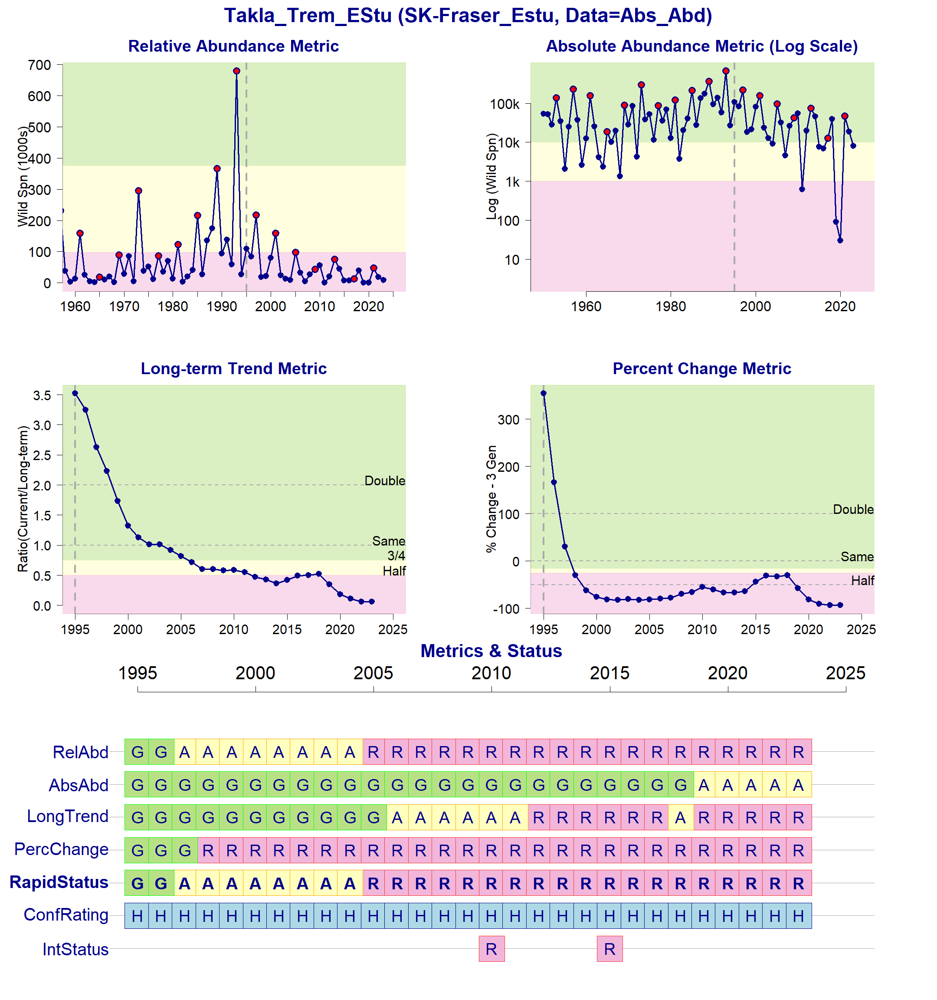 Takla_Trem_EStu (SK-Fraser_Estu, Data=Abs_Abd)
Relative Abundance Metric
Wild Spn (1000s)
700
600
500
400
300
200
100
0
1960 1970 1980 1990 2000 2010 2020
Absolute Abundance Metric (Log Scale)
Log (Wild Spn)
100k
10k
1k
100
10
1960 1980 2000 2020
Long-term Trend Metric
Ratio(Current/Long-term)
3.5
3.0
2.5
2.0
1.5
1.0
0.5
0.0
Double
Same
3/4
Half
1995 2000 2005 2010 2015 2020 2025
Percent Change Metric
% Change - 3 Gen
300
200
100
0
-100
Double
Same
Half
1995 2000 2005 2010 2015 2020 2025
Metrics & Status
1995 2000 2005 2010 2015 2020 2025
RelAbd G G A A A A A A A A R R R R R R R R R R R R R R R R R R R
AbsAbd G G G G G G G G G G G G G G G G G G G G G G G G A A A A A
LongTrend G G G G G G G G G G G A A A A A A R R R R R R A R R R R R
PercChange G G G R R R R R R R R R R R R R R R R R R R R R R R R R R
RapidStatus G G A A A A A A A A R R R R R R R R R R R R R R R R R R R
ConfRating H H H H H H H H H H H H H H H H H H H H H H H H H H H H H
IntStatus R R